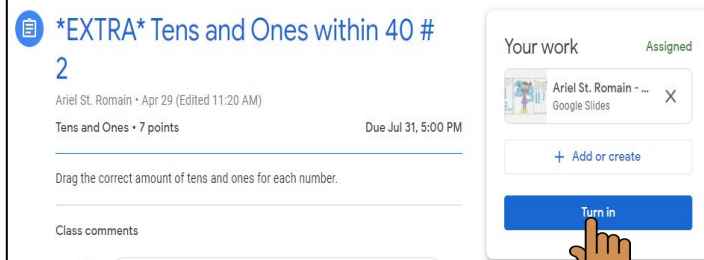 *EXTRA* Tens and Ones within 40 #
2
Ariel St. Romain • Apr 29 (Edited 11:20 AM)
Tens and Ones • 7 points Due Jul 31, 5:00 PM
Drag the correct amount of tens and ones for each number.
Class comments
Your work Assigned
Ariel St. Romain - ...
Google Slides
+ Add or create
Turn in